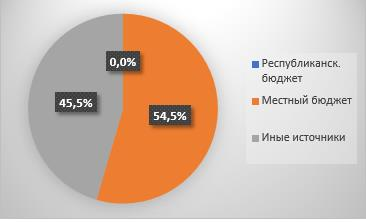 0,0%
45,5%
54,5%
Республиканск.
бюджет
Местный бюджет
Иные источники